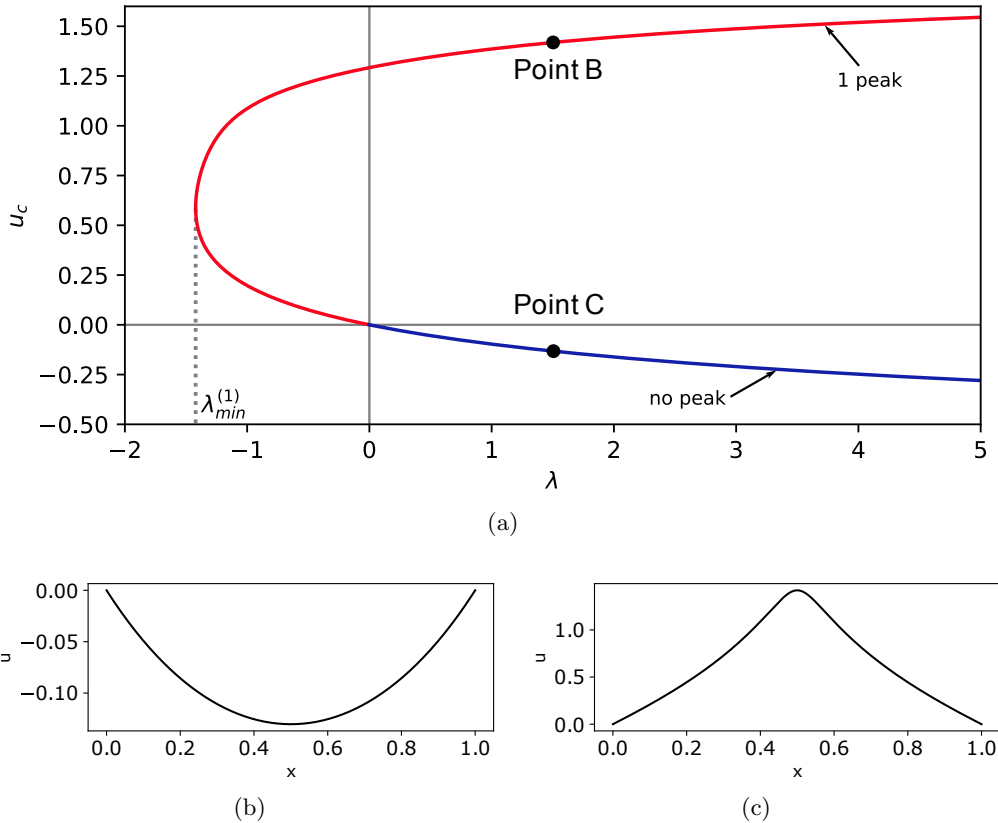 1.50
1.25
1.00
0.75
0.50
0.25
0.00
−0.25
−0.50
u_c
Point B
1 peak
Point C
no peak
λ_{min}^{(1)}
−2 −1 0 1 2 3 4 5
λ
(a)
0.00
−0.05
−0.10
u
0.0 0.2 0.4 0.6 0.8 1.0
x
(b)
1.0
0.5
0.0
u
0.0 0.2 0.4 0.6 0.8 1.0
x
(c)